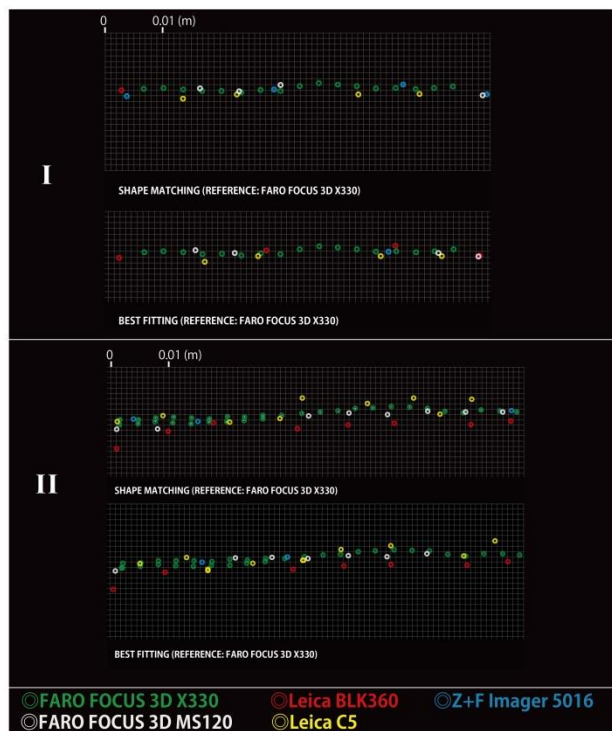 0 0.01 (m)
I
SHAPE MATCHING (REFERENCE: FARO FOCUS 3D X330)
BEST FITTING (REFERENCE: FARO FOCUS 3D X330)
0 0.01 (m)
II
SHAPE MATCHING (REFERENCE: FARO FOCUS 3D X330)
BEST FITTING (REFERENCE: FARO FOCUS 3D X330)
FARO FOCUS 3D X330 Leica BLK360 Z+F Imager 5016
FARO FOCUS 3D MS120 Leica C5